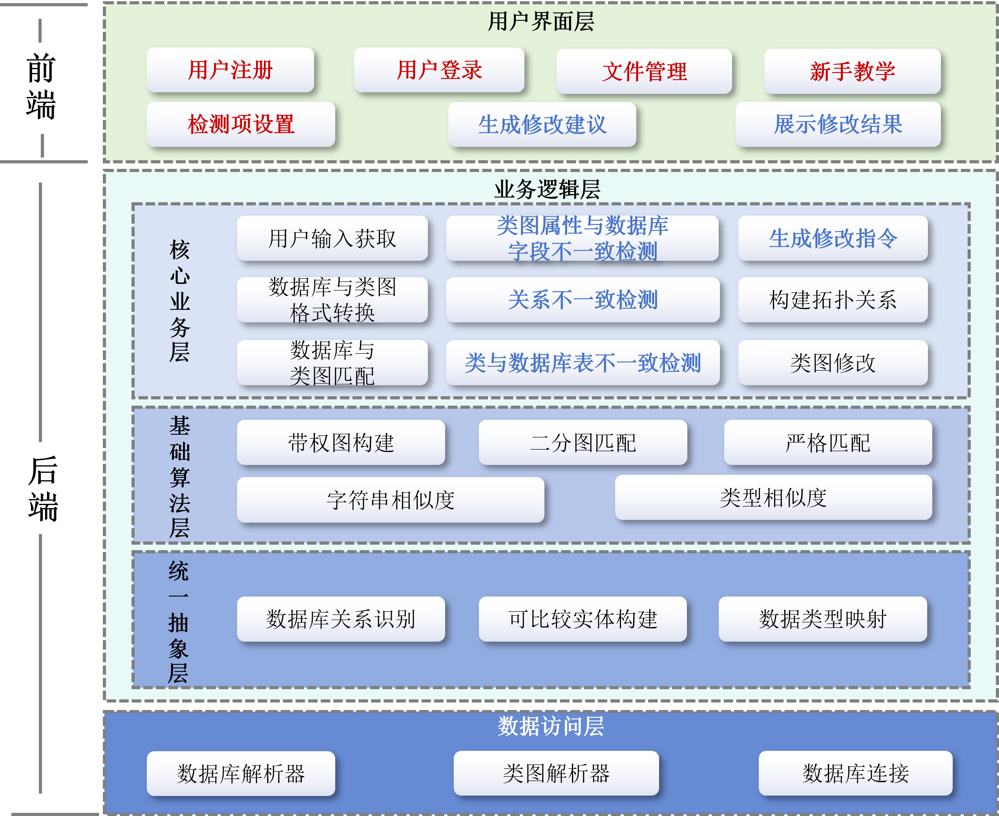 前
端
用户界面层
用户注册
用户登录
文件管理
新手教学
检测项设置
生成修改建议
展示修改结果
后
端
业务逻辑层
核
心
业
务
层
用户输入获取
类图属性与数据库
字段不一致检测
生成修改指令
数据库与类图
格式转换
关系不一致检测
构建拓扑关系
数据库与
类图匹配
类与数据库表不一致检测
类图修改
基
础
算
法
层
带权图构建
二分图匹配
严格匹配
字符串相似度
类型相似度
统
一
抽
象
层
数据库关系识别
可比较实体构建
数据类型映射
数据访问层
数据库解析器
类图解析器
数据库连接